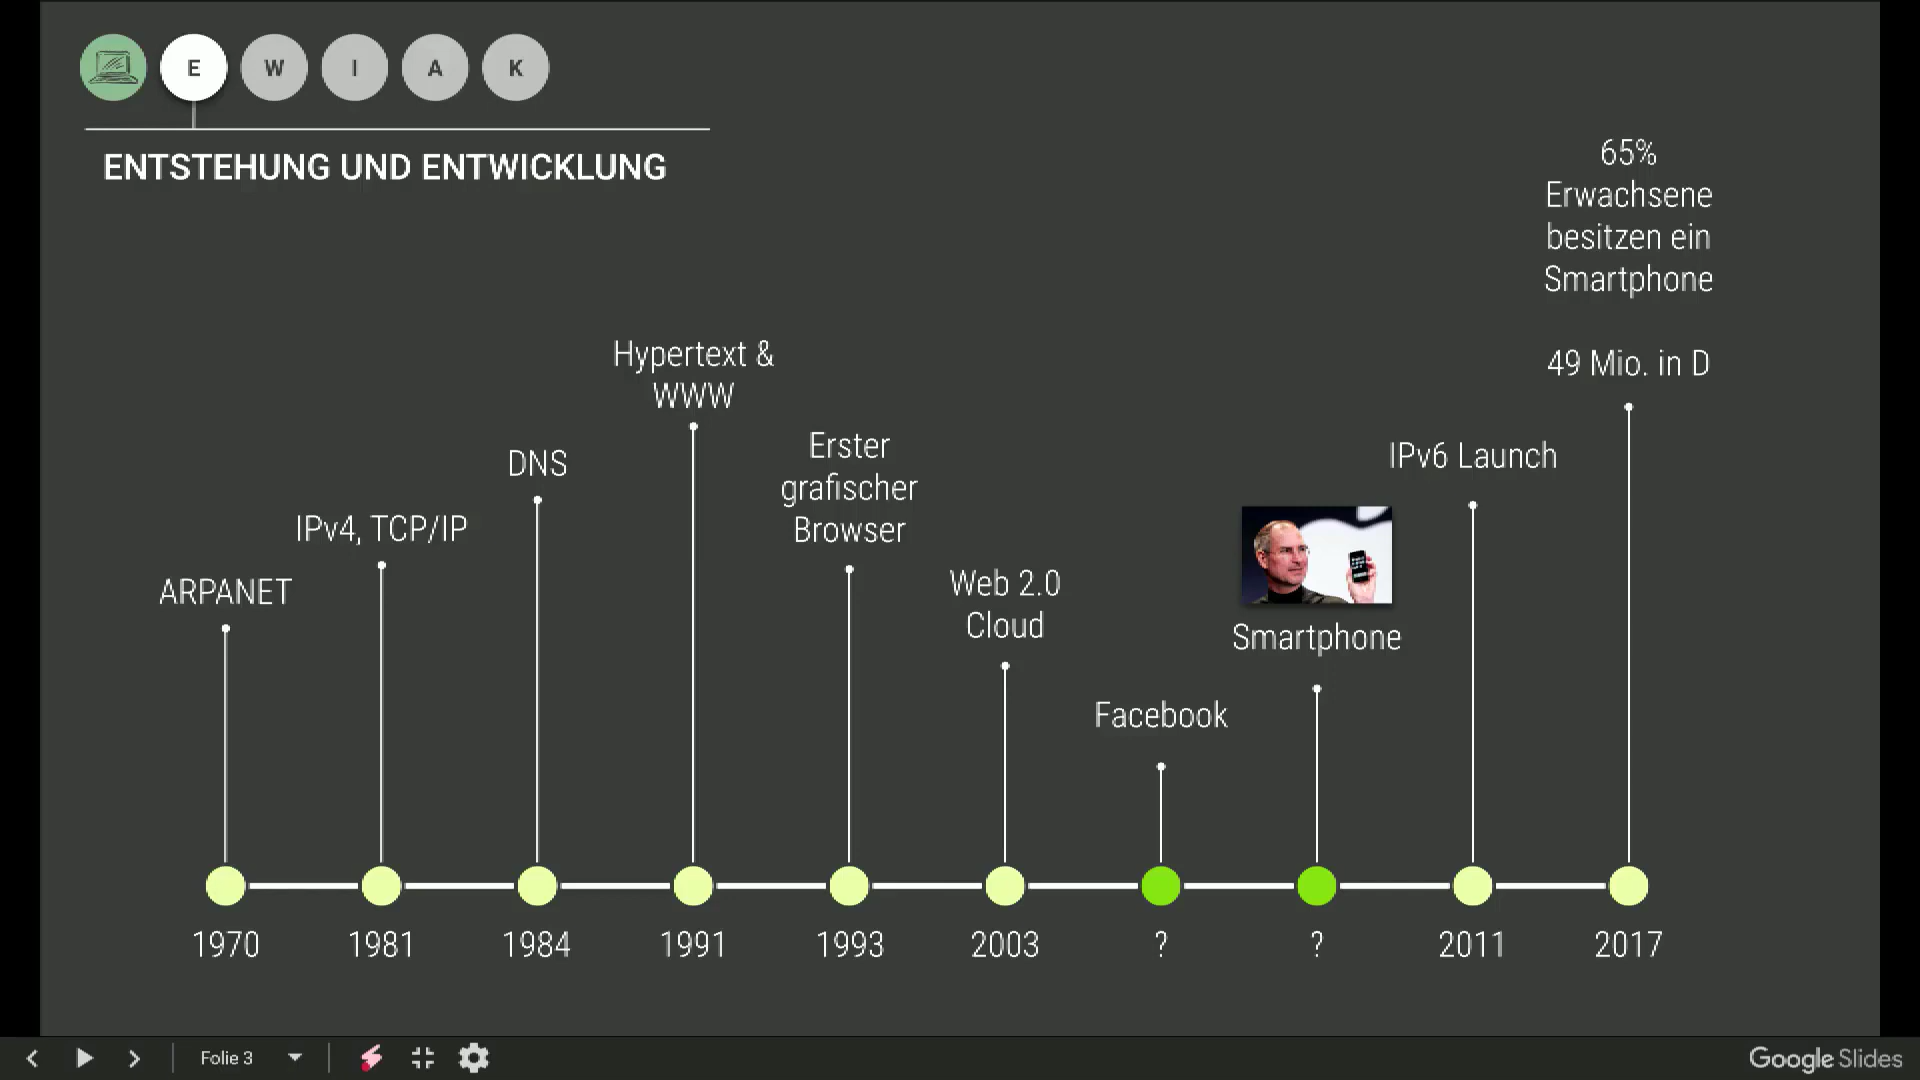 E W I A K
ENTSTEHUNG UND ENTWICKLUNG
65%
Erwachsene
besitzen ein
Smartphone
49 Mio. in D
Hypertext &
WWW
Erster
grafischer
Browser
DNS
IPv6 Launch
IPv4, TCP/IP
ARPANET
Web 2.0
Cloud
Smartphone
Facebook
1970 1981 1984 1991 1993 2003 ? ? 2011 2017
Folie 3
Google Slides